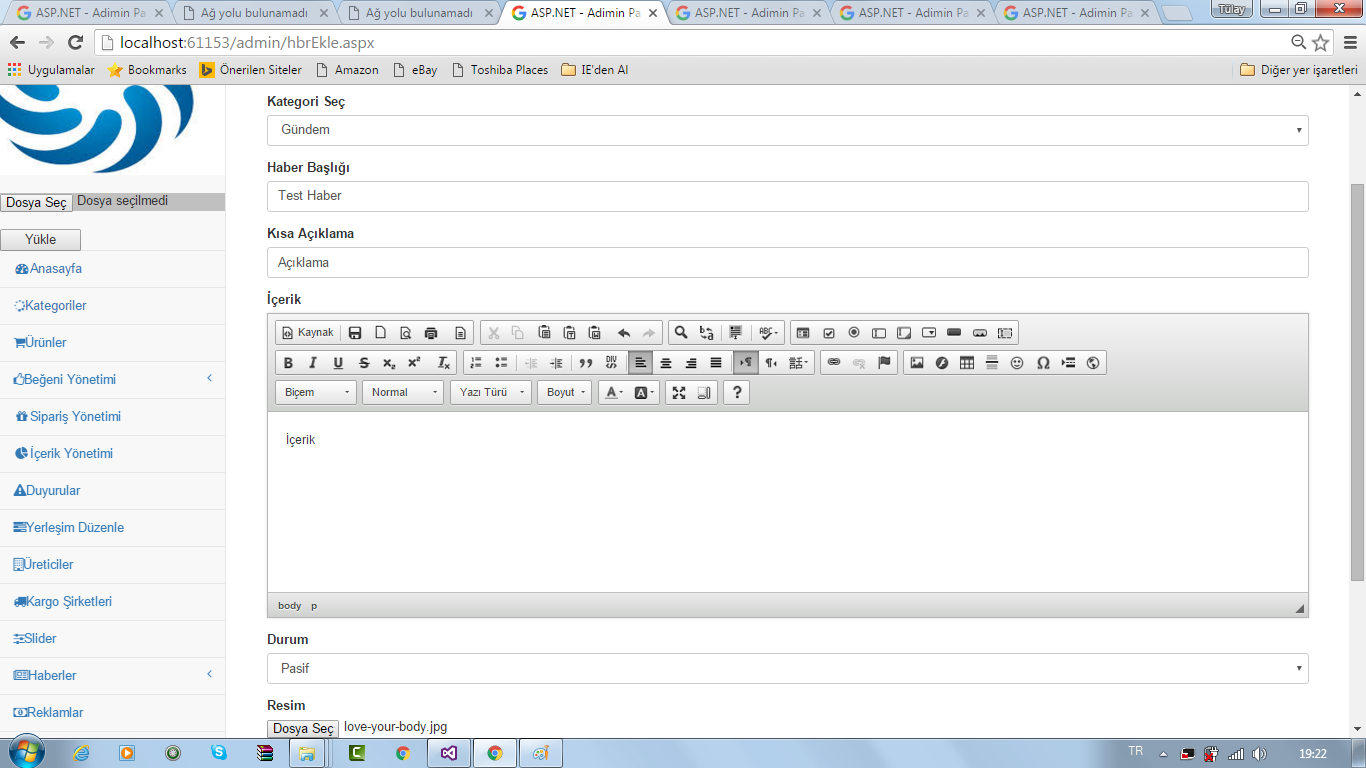 ASP.NET - Adimin Pa
Ağ yolu bulunamadı
Ağ yolu bulunamadı
ASP.NET - Adimin Pa
ASP.NET - Adimin Pa
ASP.NET - Adimin Pa
ASP.NET - Adimin Pa
Tülay
localhost:61153/admin/hbrEkle.aspx
Uygulamalar
Bookmarks
Önerilen Siteler
Amazon
eBay
Toshiba Places
IE'den Al
Diğer yer işaretleri
Dosya Seç Dosya seçilmedi
Yükle
Anasayfa
Kategoriler
Ürünler
Beğeni Yönetimi
Sipariş Yönetimi
İçerik Yönetimi
Duyurular
Yerleşim Düzenle
Üreticiler
Kargo Şirketleri
Slider
Haberler
Reklamlar
Kategori Seç
Gündem
Haber Başlığı
Test Haber
Kısa Açıklama
Açıklama
İçerik
Kaynak
Biçem
Normal
Yazı Türü
Boyut
İçerik
body p
Durum
Pasif
Resim
Dosya Seç love-your-body.jpg
TR
19:22